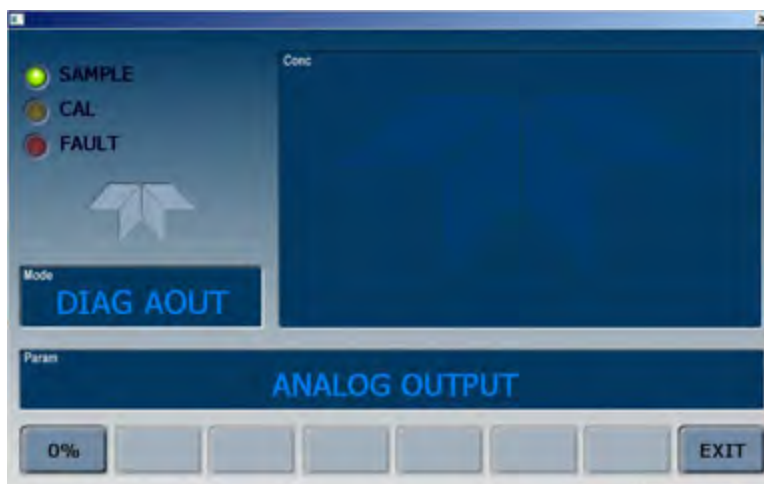 SAMPLE
CAL
FAULT
Conc
Mode
DIAG AOUT
Param
ANALOG OUTPUT
0%
EXIT